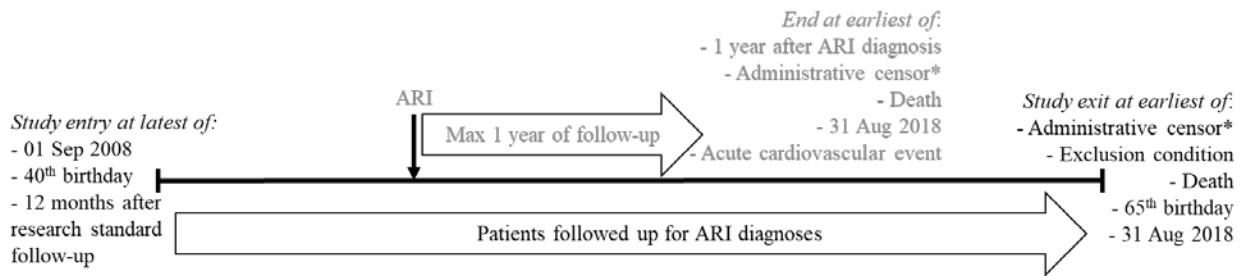 Study entry at latest of:
- 01 Sep 2008
- 40th birthday
- 12 months after
research standard
follow-up
ARI
Max 1 year of follow-up
End at earliest of:
- 1 year after ARI diagnosis
- Administrative censor*
- Death
- 31 Aug 2018
- Acute cardiovascular event
Patients followed up for ARI diagnoses
Study exit at earliest of:
- Administrative censor*
- Exclusion condition
- Death
- 65th birthday
- 31 Aug 2018